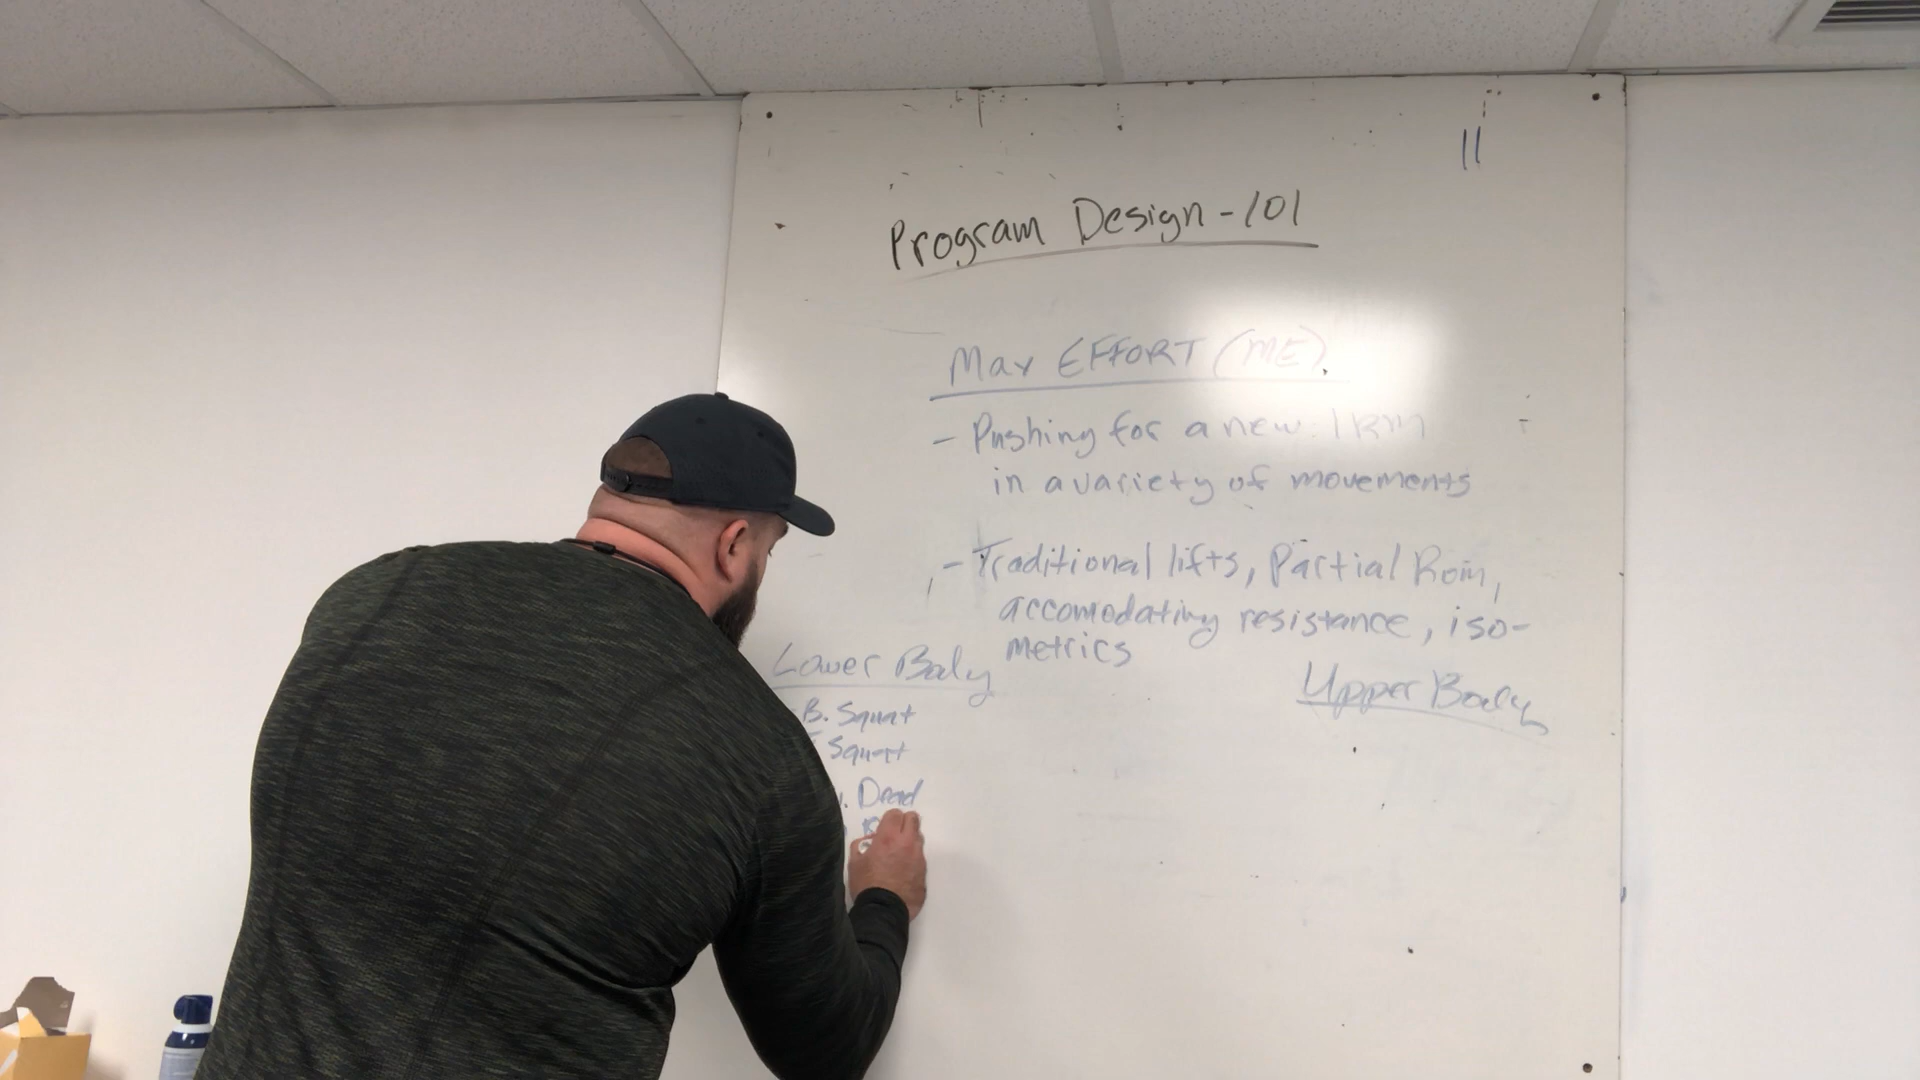 11
Program Design - 101
Max EFFORT (ME).
- Pushing for a new 1RM
in a variety of movements
- Traditional lifts, Partial Rom,
accomodating resistance, iso-
metrics
Lower Body
Upper Body
B. Squat
Squat
Dead